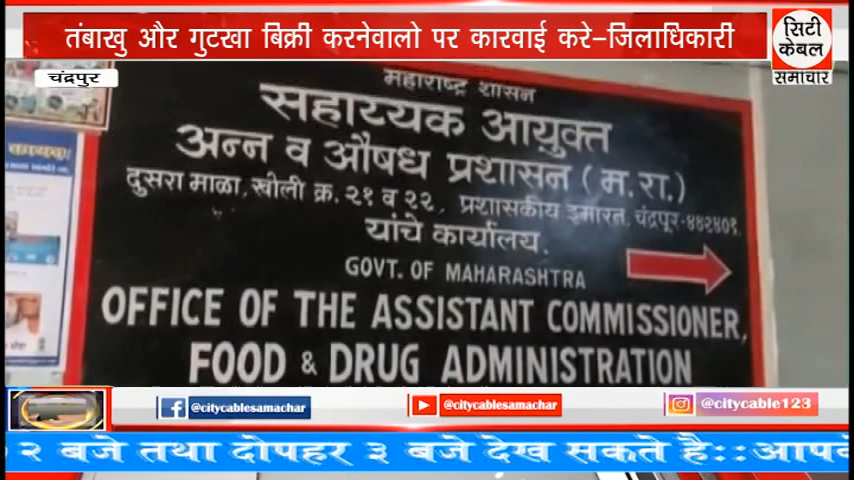 तंबाखु और गुटखा बिक्री करनेवालो पर कारवाई करे-जिलाधिकारी
सिटी
केबल
समाचार
चंद्रपुर
महाराष्ट्र शासन
सहाय्यक आयुक्त
अन्न व औषध प्रशासन (म.रा.)
दुसरा माळा, खोली क्र. २१ व २२, प्रशासकीय इमारत, चंद्रपूर-४४२४०१.
यांचे कार्यालय.
GOVT. OF MAHARASHTRA
OFFICE OF THE ASSISTANT COMMISSIONER,
FOOD & DRUG ADMINISTRATION
@citycablesamachar
@citycablesamachar
@citycable123
२ बजे तथा दोपहर ३ बजे देख सकते है::आपके